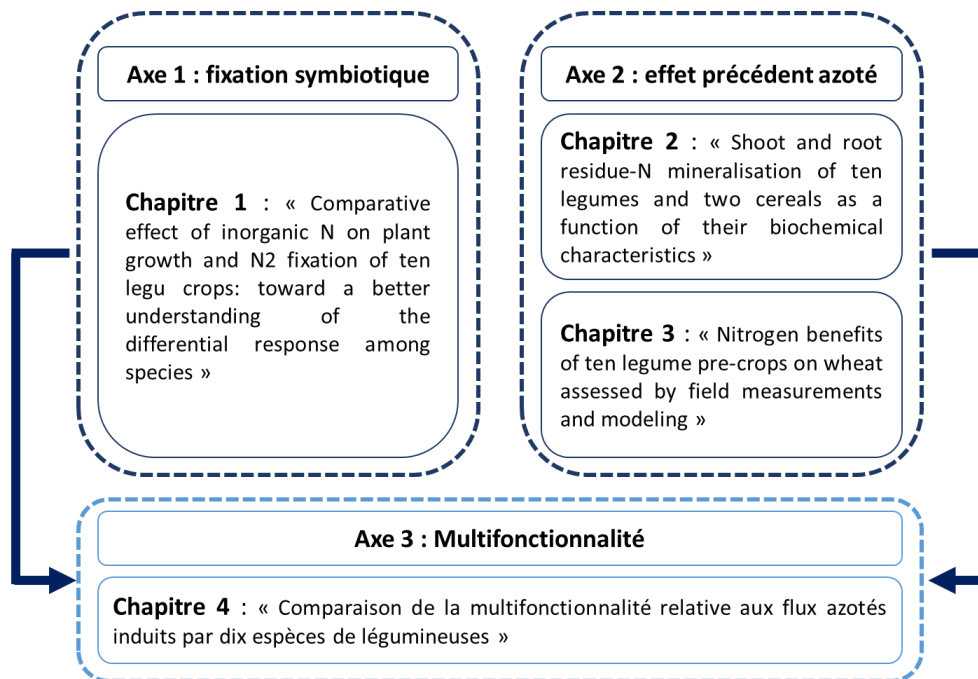 Axe 1 : fixation symbiotique
Chapitre 1 : « Comparative
effect of inorganic N on plant
growth and N2 fixation of ten
legu crops: toward a better
understanding of the
differential response among
species »
Axe 2 : effet précédent azoté
Chapitre 2 : « Shoot and root
residue-N mineralisation of ten
legumes and two cereals as a
function of their biochemical
characteristics »
Chapitre 3 : « Nitrogen benefits
of ten legume pre-crops on wheat
assessed by field measurements
and modeling »
Axe 3 : Multifonctionnalité
Chapitre 4 : « Comparaison de la multifonctionnalité relative aux flux azotés
induits par dix espèces de légumineuses »